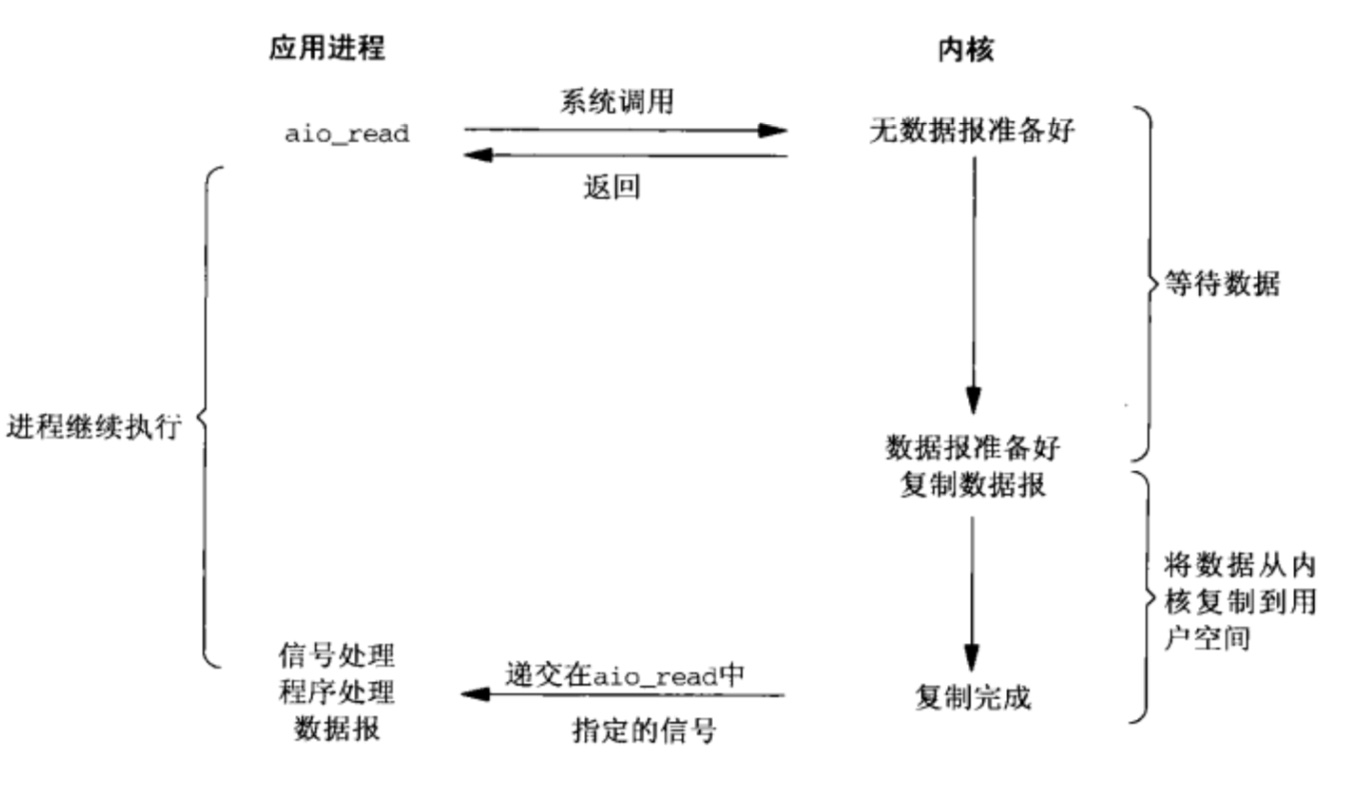 应用进程
内核
系统调用
aio_read
无数据报准备好
返回
等待数据
进程继续执行
数据报准备好
复制数据报
将数据从内
核复制到用
户空间
信号处理
程序处理
数据报
递交在aio_read中
指定的信号
复制完成